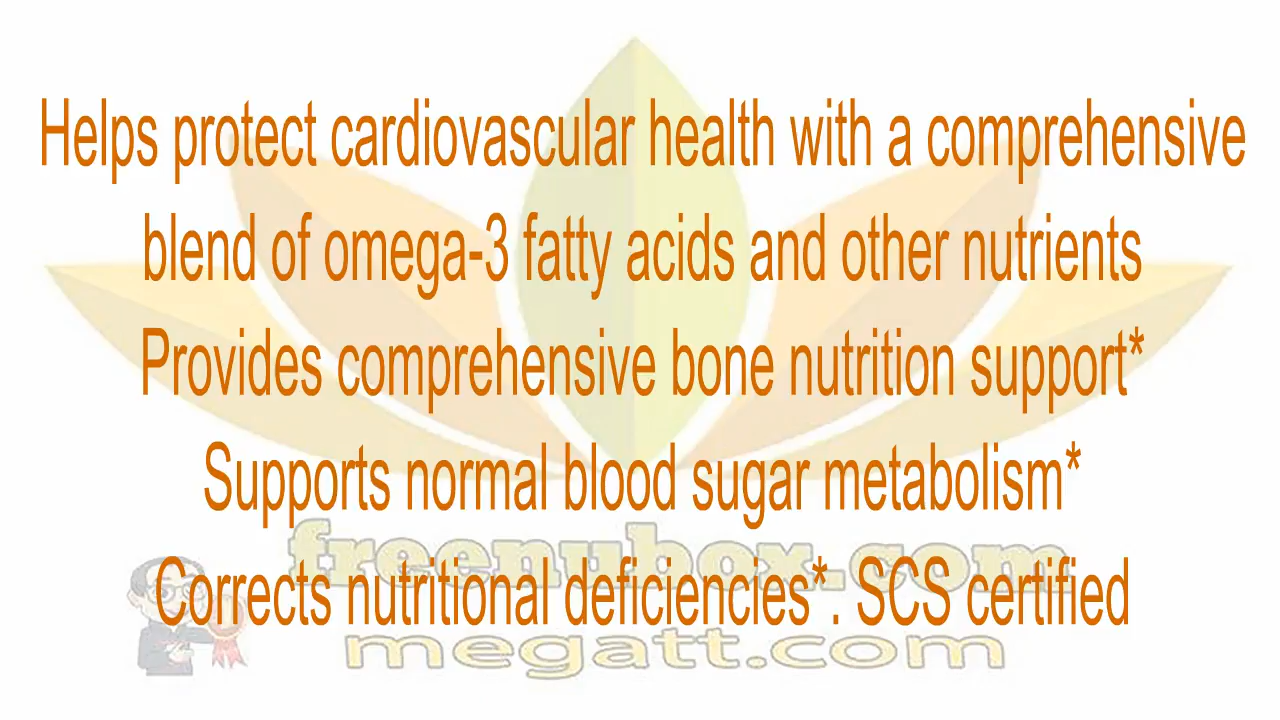 Helps protect cardiovascular health with a comprehensive
blend of omega-3 fatty acids and other nutrients
Provides comprehensive bone nutrition support*
Supports normal blood sugar metabolism*
freenubox.com
Corrects nutritional deficiencies*. SCS certified
megatt.com